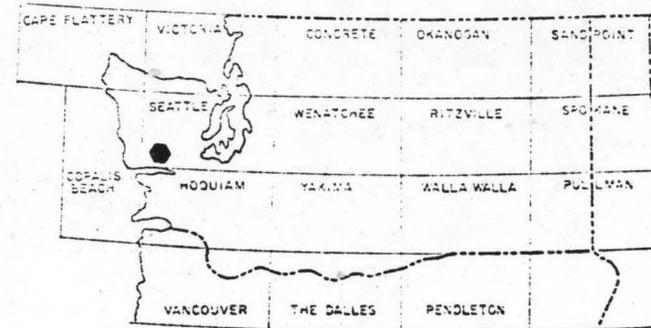 CAPE FLATTERY
VICTORIA
CONCRETE
OKANOGAN
SANDPOINT
SEATTLE
WENATCHEE
RITZVILLE
SPOKANE
COPALIS
BEACH
HOQUIAM
YAKIMA
WALLA WALLA
PULLMAN
VANCOUVER
THE DALLES
PENDLETON